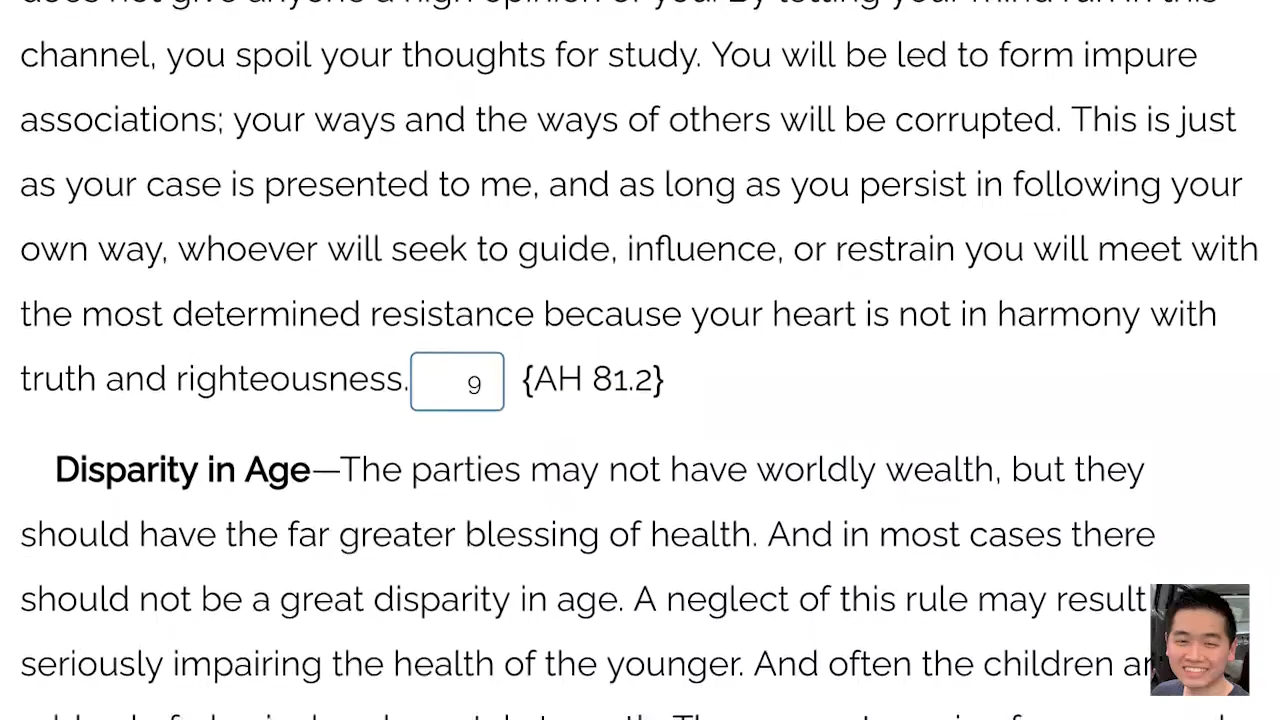 channel, you spoil your thoughts for study. You will be led to form impure
associations; your ways and the ways of others will be corrupted. This is just
as your case is presented to me, and as long as you persist in following your
own way, whoever will seek to guide, influence, or restrain you will meet with
the most determined resistance because your heart is not in harmony with
truth and righteousness. 9 {AH 81.2}
Disparity in Age—The parties may not have worldly wealth, but they
should have the far greater blessing of health. And in most cases there
should not be a great disparity in age. A neglect of this rule may result
seriously impairing the health of the younger. And often the children